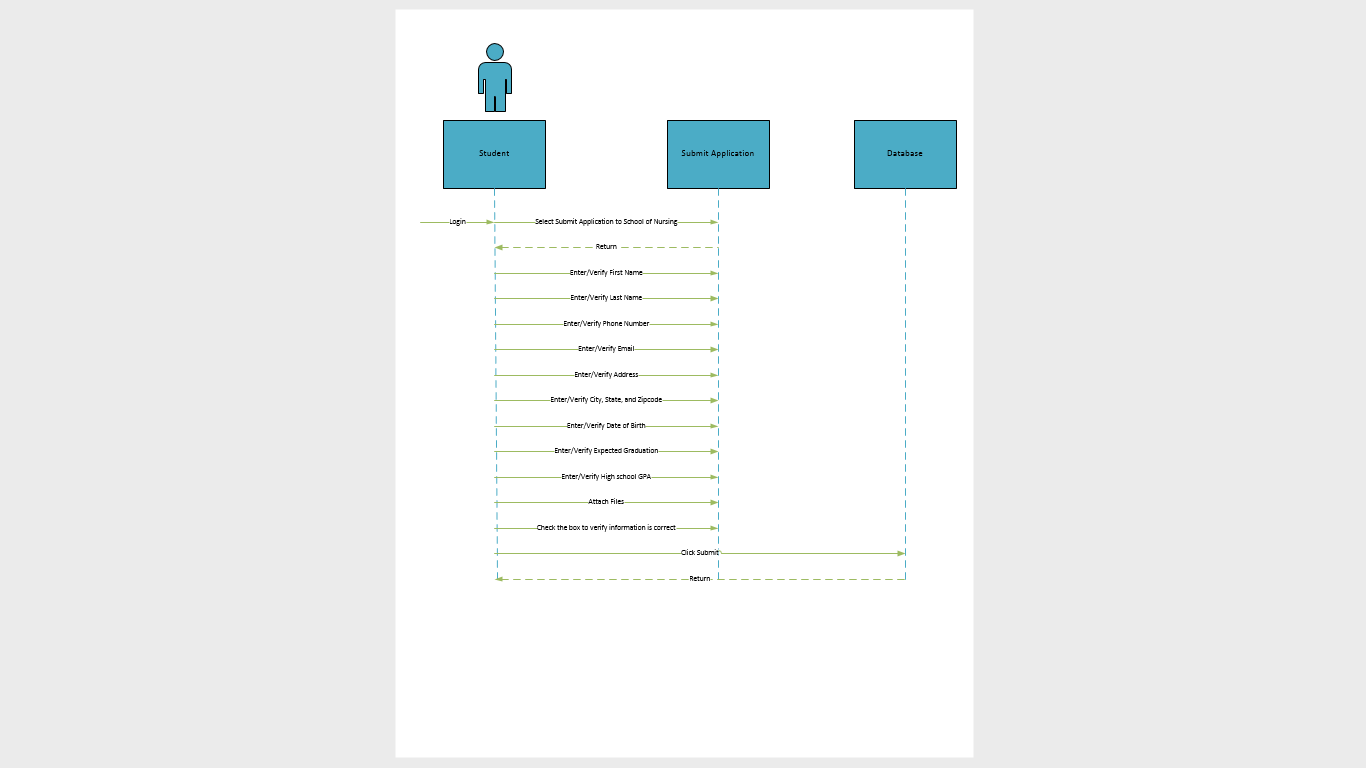 Student
Submit Application
Database
Login
Select Submit Application to School of Nursing
Return
Enter/Verify First Name
Enter/Verify Last Name
Enter/Verify Phone Number
Enter/Verify Email
Enter/Verify Address
Enter/Verify City, State, and Zipcode
Enter/Verify Date of Birth
Enter/Verify Expected Graduation
Enter/Verify High school GPA
Attach Files
Check the box to verify information is correct
Click Submit
Return